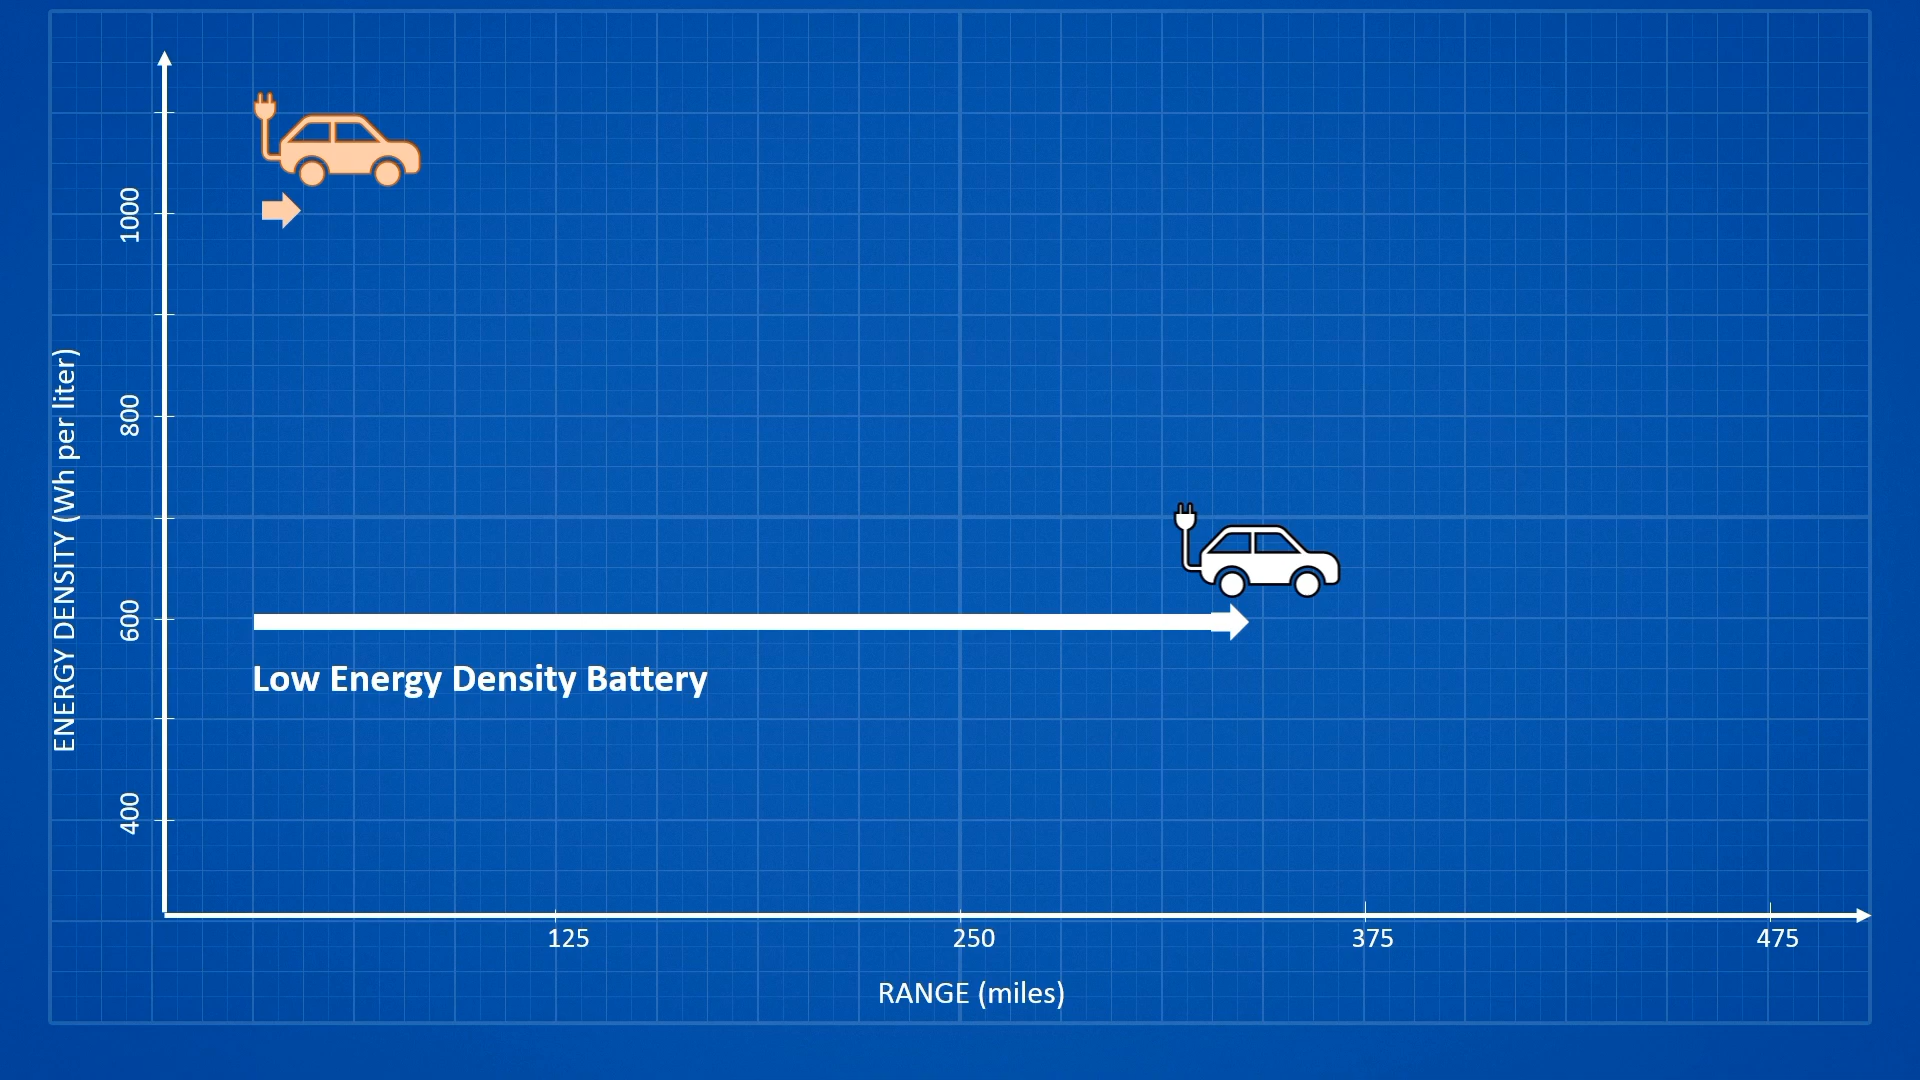 1000
800
600
400
ENERGY DENSITY (Wh per liter)
Low Energy Density Battery
125 250 375 475
RANGE (miles)